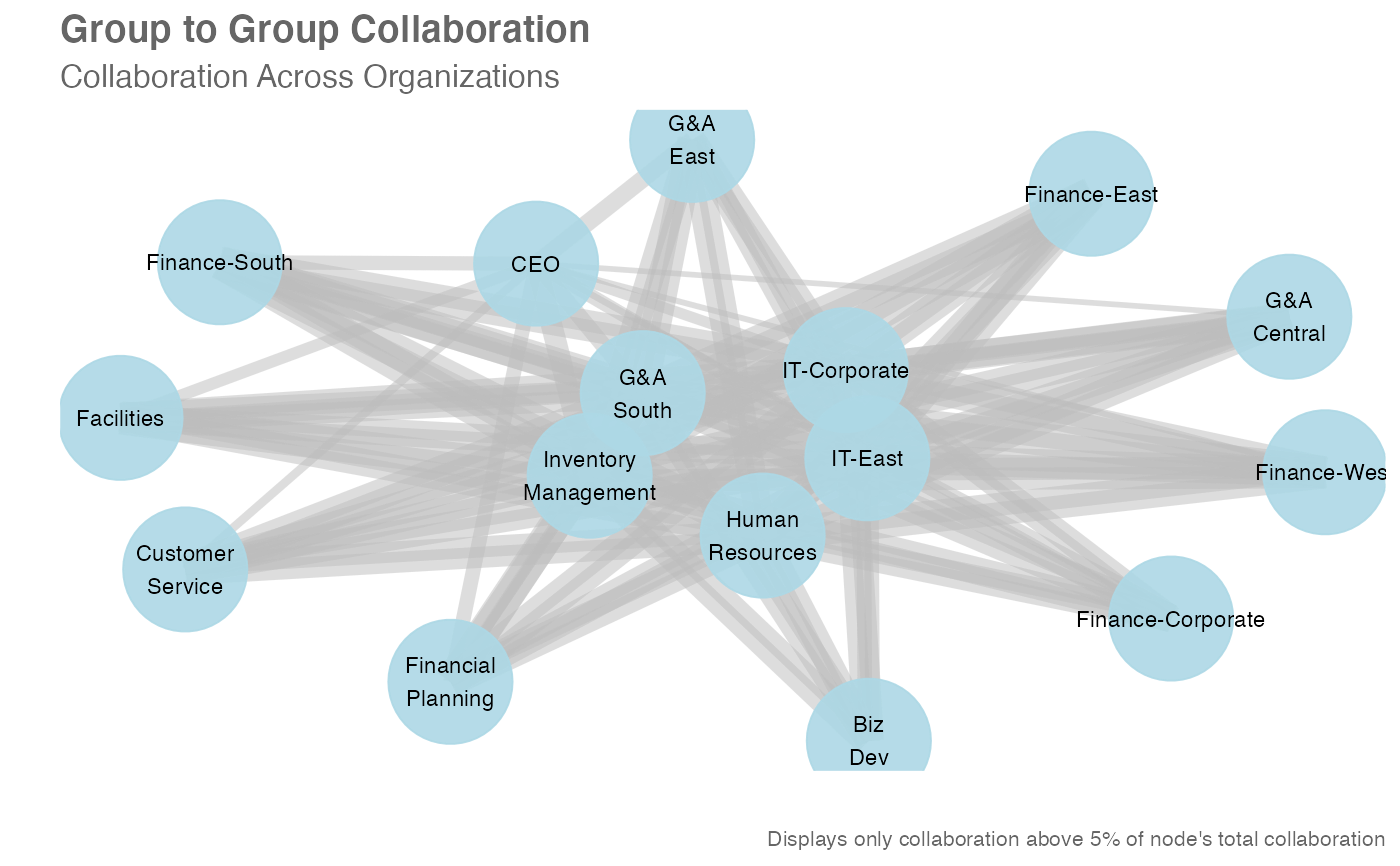 Group to Group Collaboration
Collaboration Across Organizations
G&A
East
Finance-East
Finance-South
CEO
G&A
Central
G&A
South
IT-Corporate
Facilities
Inventory
Management
IT-East
Finance-Wes
Human
Resources
Customer
Service
Finance-Corporate
Financial
Planning
Biz
Dev
Displays only collaboration above 5% of node's total collaboration